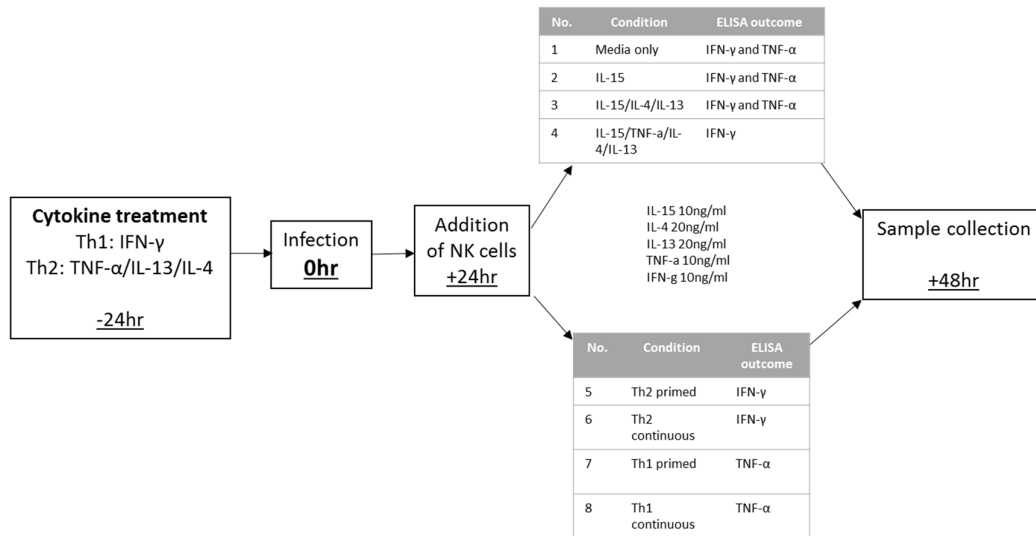 No. Condition ELISA outcome
1 Media only IFN-γ and TNF-α
2 IL-15 IFN-γ and TNF-α
3 IL-15/IL-4/IL-13 IFN-γ and TNF-α
4 IL-15/TNF-a/IL- IFN-γ
4/IL-13
Cytokine treatment
Th1: IFN-γ
Th2: TNF-α/IL-13/IL-4
-24hr
Infection
0hr
Addition
of NK cells
+24hr
IL-15 10ng/ml
IL-4 20ng/ml
IL-13 20ng/ml
TNF-a 10ng/ml
IFN-g 10ng/ml
Sample collection
+48hr
No. Condition ELISA
outcome
5 Th2 primed IFN-γ
6 Th2 IFN-γ
continuous
7 Th1 primed TNF-α
8 Th1 TNF-α
continuous